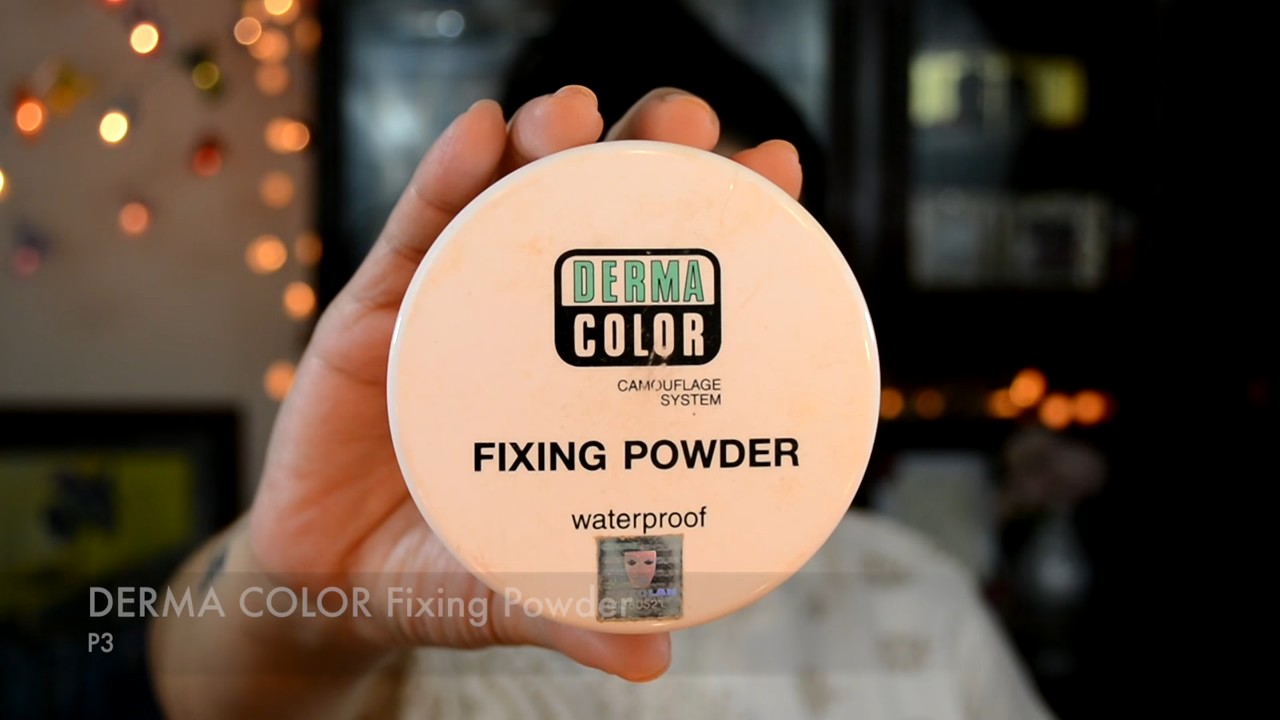 DERMA
COLOR
CAMOUFLAGE
SYSTEM
FIXING POWDER
waterproof
DERMA COLOR Fixing Powder
P3